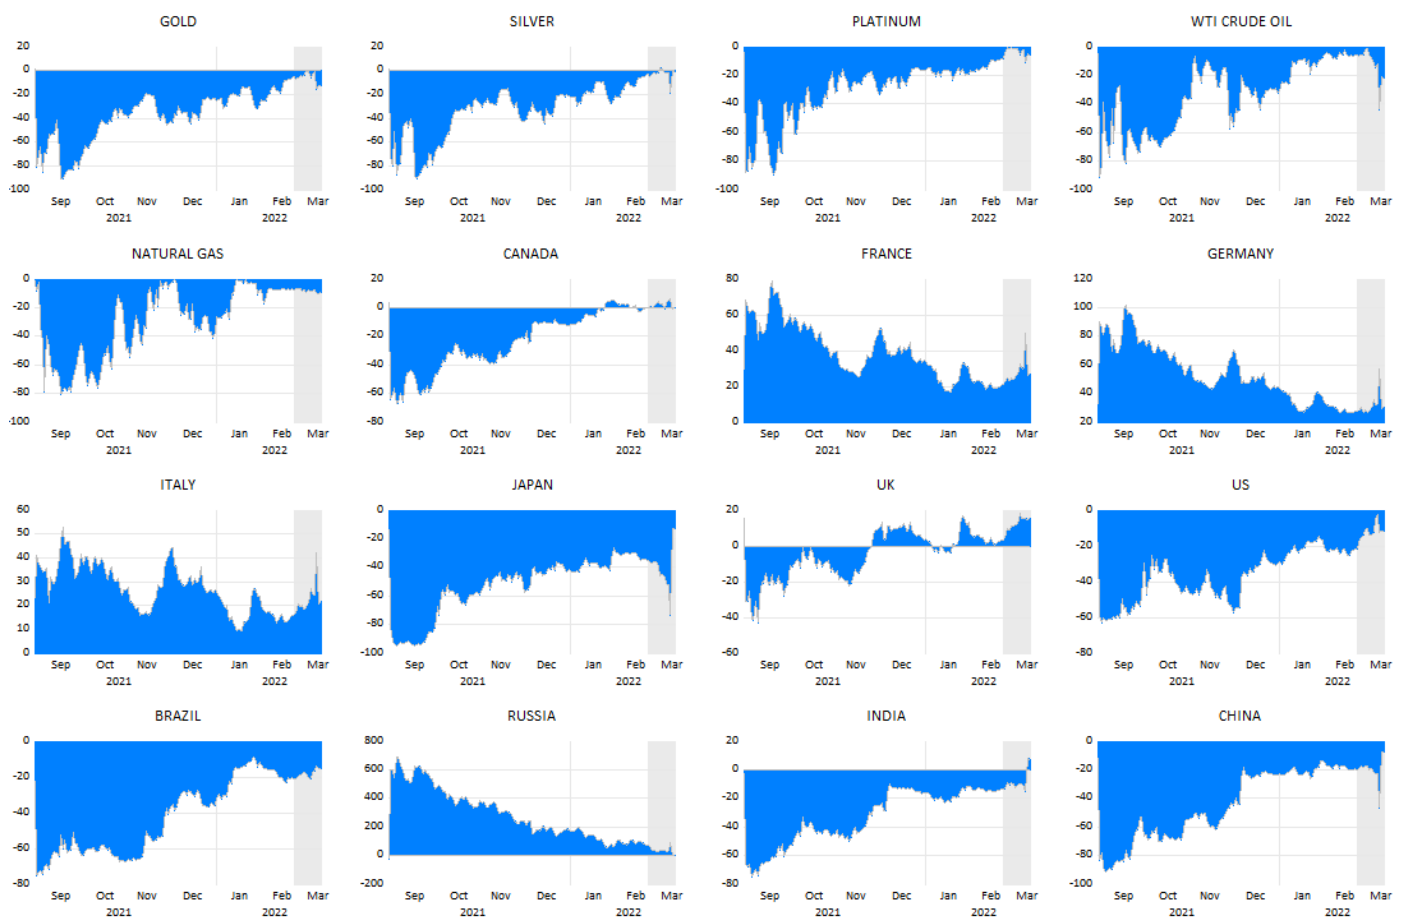 GOLD SILVER PLATINUM WTI CRUDE OIL
20 20 0 0
0 0 -20 -20
-20 -20 -40 -40
-40 -40 -60 -60
-60 -60 -80 -80
-80 -80 -100 -100
-100 -100
Sep Oct Nov Dec Jan Feb Mar Sep Oct Nov Dec Jan Feb Mar Sep Oct Nov Dec Jan Feb Mar Sep Oct Nov Dec Jan Feb Mar
2021 2022 2021 2022 2021 2022 2021 2022
NATURAL GAS CANADA FRANCE GERMANY
0 20 80 120
-20 0 60 100
-40 -20 40 80
-60 -40 20 60
-80 -60 0 40
-100 -80 20
Sep Oct Nov Dec Jan Feb Mar Sep Oct Nov Dec Jan Feb Mar Sep Oct Nov Dec Jan Feb Mar Sep Oct Nov Dec Jan Feb Mar
2021 2022 2021 2022 2021 2022 2021 2022
ITALY JAPAN UK US
60 0 20 0
50 -20 0 -20
40 -40 -20 -40
30 -60 -40 -60
20 -80 -60 -80
10 -100
0
Sep Oct Nov Dec Jan Feb Mar Sep Oct Nov Dec Jan Feb Mar Sep Oct Nov Dec Jan Feb Mar Sep Oct Nov Dec Jan Feb Mar
2021 2022 2021 2022 2021 2022 2021 2022
BRAZIL RUSSIA INDIA CHINA
0 800 20 0
-20 600 0 -20
-40 400 -20 -40
-60 200 -40 -60
-80 0 -60 -80
-200 -80 -100
Sep Oct Nov Dec Jan Feb Mar Sep Oct Nov Dec Jan Feb Mar Sep Oct Nov Dec Jan Feb Mar Sep Oct Nov Dec Jan Feb Mar
2021 2022 2021 2022 2021 2022 2021 2022